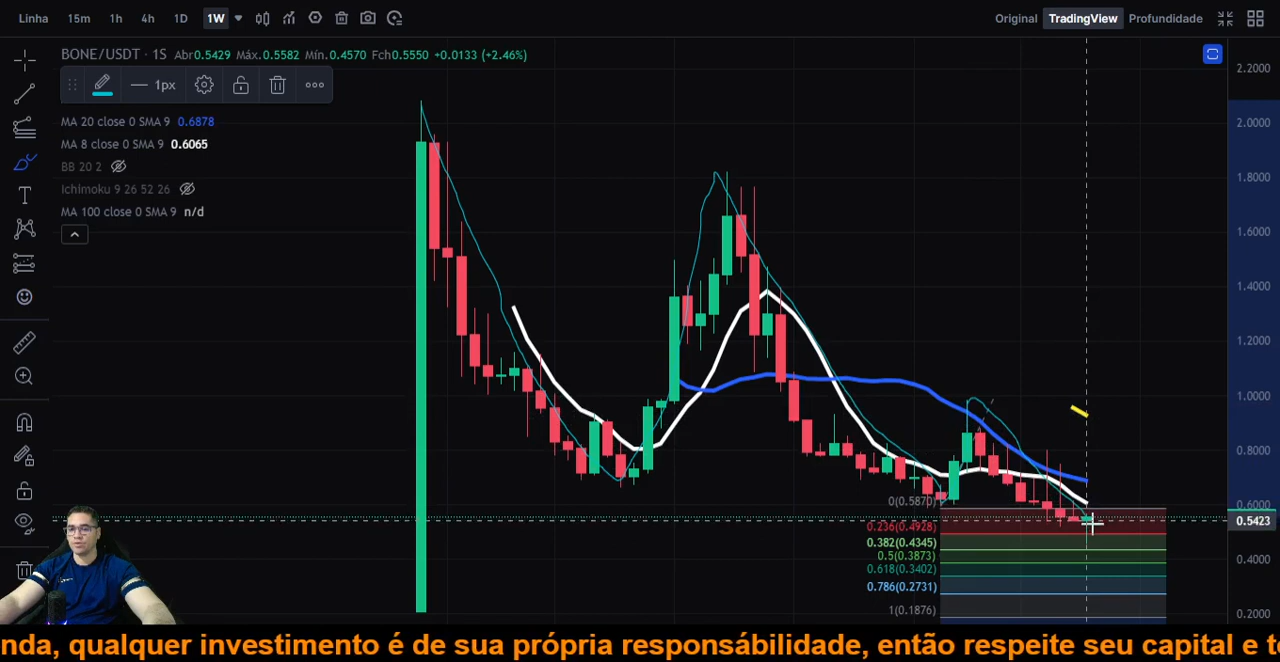 Linha 15m 1h 4h 1D 1W Original TradingView Profundidade
BONE/USDT · 1S Abr0.5429 Máx.0.5582 Mín.0.4570 Fch0.5550 +0.0133 (+2.46%)
1px
MA 20 close 0 SMA 9 0.6878
MA 8 close 0 SMA 9 0.6065
BB 20 2
Ichimoku 9 26 52 26
MA 100 close 0 SMA 9 n/d
2.2000
2.0000
1.8000
1.6000
1.4000
1.2000
1.0000
0.8000
0.6000
0.5423
0.4000
0.2000
0(0.5870)
0.236(0.4928)
0.382(0.4345)
0.5(0.3873)
0.618(0.3402)
0.786(0.2731)
1(0.1876)
nda, qualquer investimento é de sua própria responsábilidade, então respeite seu capital e t